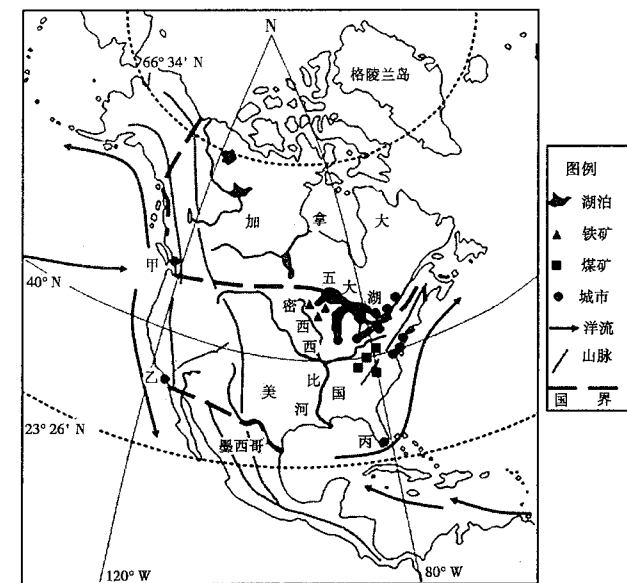 N
66° 34′ N
格陵兰岛
加 拿 大
甲
40° N
五大湖
密西西比河
美 国
乙
23° 26′ N
墨西哥
丙
120° W
80° W
图例
湖泊
铁矿
煤矿
城市
洋流
山脉
国 界